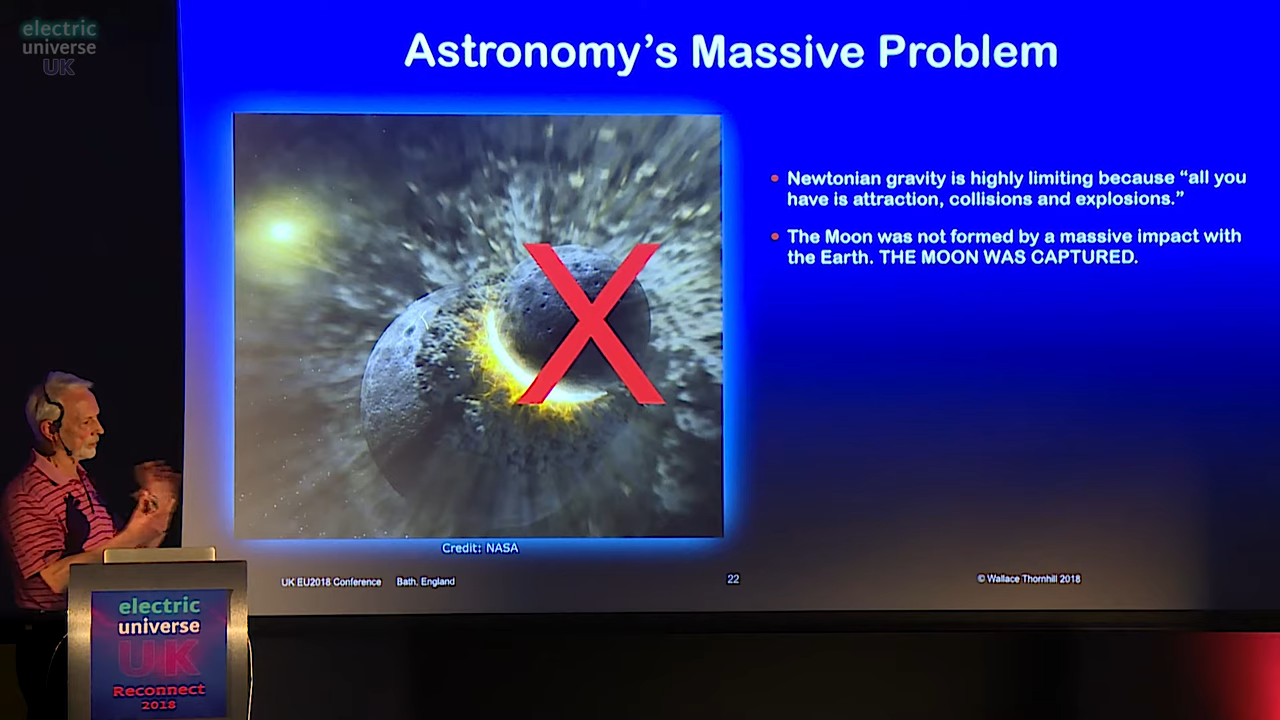 electric
universe
UK
Astronomy's Massive Problem
Newtonian gravity is highly limiting because “all you
have is attraction, collisions and explosions.”
The Moon was not formed by a massive impact with
the Earth. THE MOON WAS CAPTURED.
X
Credit: NASA
UK EU2018 Conference Bath, England
22
© Wallace Thornhill 2018
electric
universe
UK
Reconnect
2018